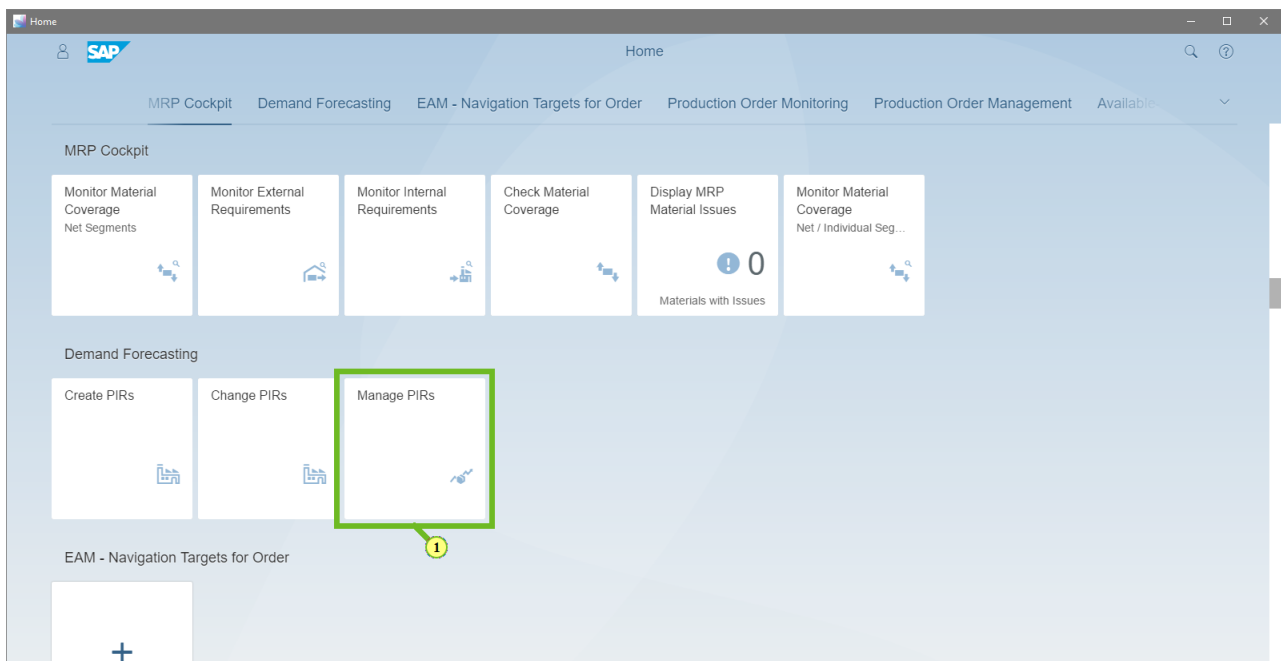 Home
SAP
Home
MRP Cockpit
Demand Forecasting
EAM - Navigation Targets for Order
Production Order Monitoring
Production Order Management
Available
MRP Cockpit
Monitor Material
Coverage
Net Segments
Monitor External
Requirements
Monitor Internal
Requirements
Check Material
Coverage
Display MRP
Material Issues
0
Materials with Issues
Monitor Material
Coverage
Net / Individual Seg...
Demand Forecasting
Create PIRs
Change PIRs
Manage PIRs
1
EAM - Navigation Targets for Order